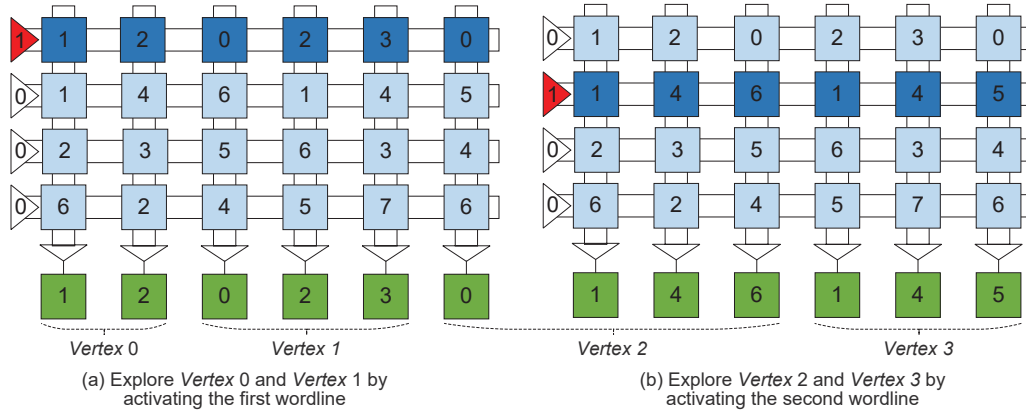 1 1 2 0 2 3 0
0 1 4 6 1 4 5
0 2 3 5 6 3 4
0 6 2 4 5 7 6
1 2 0 2 3 0
0 1 2 0 2 3 0
1 1 4 6 1 4 5
0 2 3 5 6 3 4
0 6 2 4 5 7 6
1 4 6 1 4 5
Vertex 0 Vertex 1 Vertex 2 Vertex 3
(a) Explore Vertex 0 and Vertex 1 by
activating the first wordline
(b) Explore Vertex 2 and Vertex 3 by
activating the second wordline